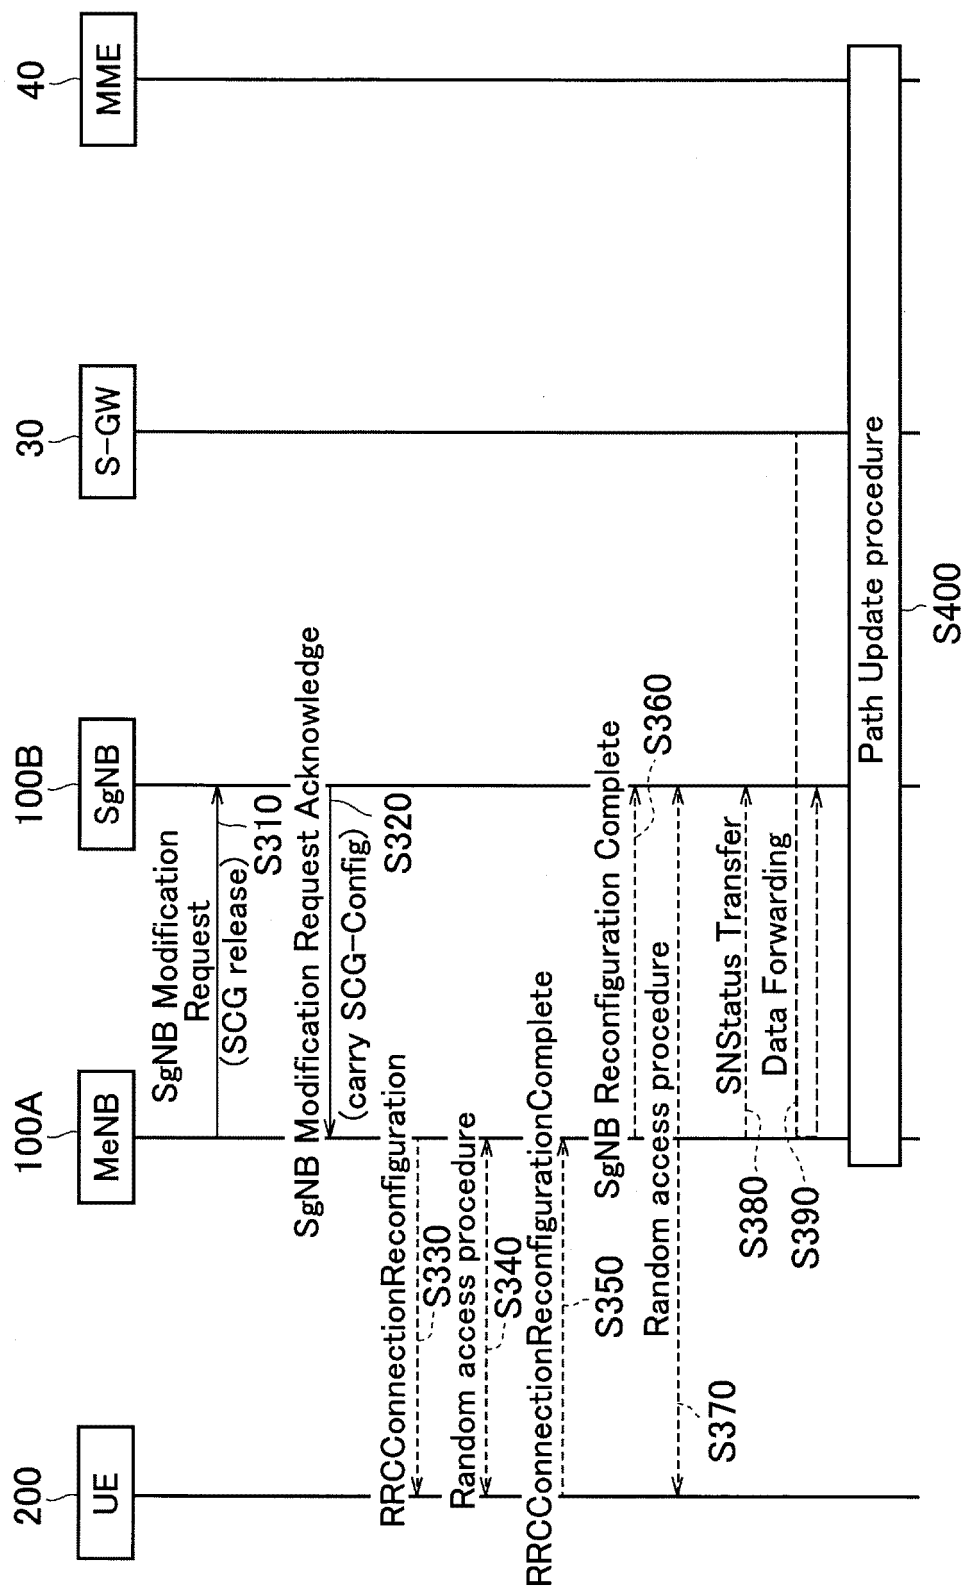 200
UE
100A
MeNB
100B
SgNB
30
S-GW
40
MME
SgNB Modification
Request
(SCG release)
S310
SgNB Modification Request Acknowledge
(carry SCG-Config)
S320
RRCConnectionReconfiguration
S330
Random access procedure
S340
RRCConnectionReconfigurationComplete
S350
SgNB Reconfiguration Complete
S360
Random access procedure
S370
SNStatus Transfer
S380
Data Forwarding
S390
Path Update procedure
S400